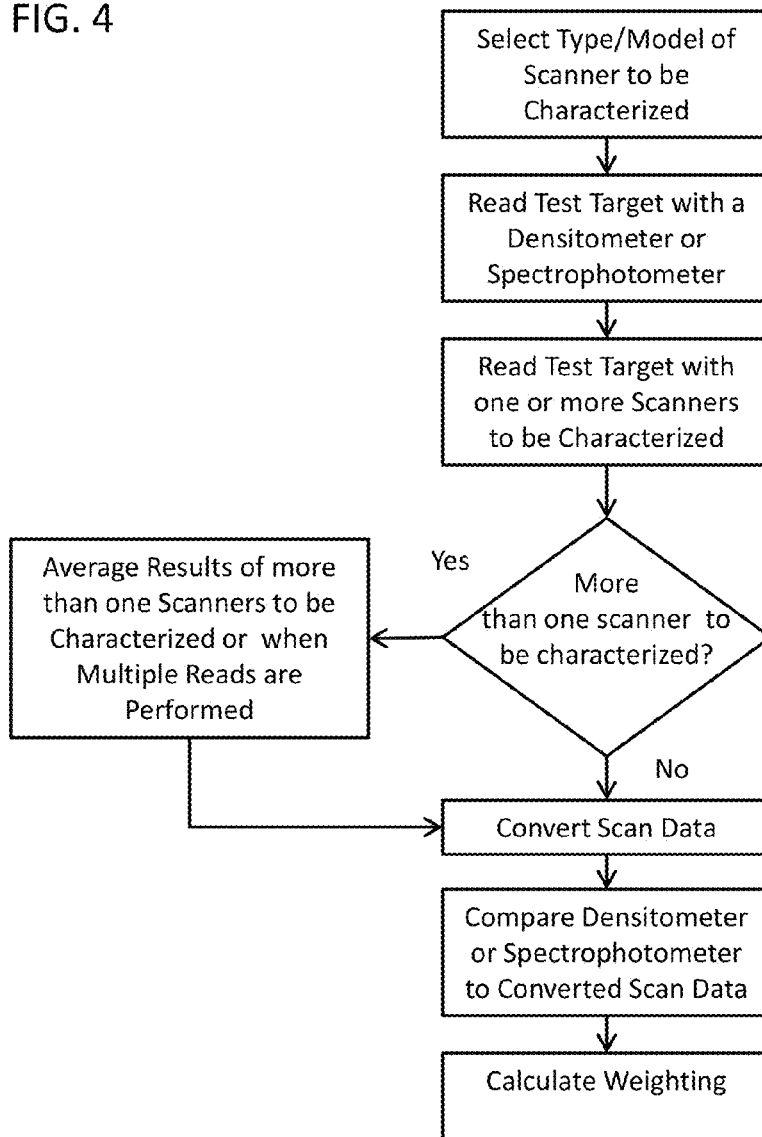 FIG. 4
Select Type/Model of
Scanner to be
Characterized
Read Test Target with a
Densitometer or
Spectrophotometer
Read Test Target with
one or more Scanners
to be Characterized
More
than one scanner to
be characterized?
Yes
Average Results of more
than one Scanners to be
Characterized or when
Multiple Reads are
Performed
No
Convert Scan Data
Compare Densitometer
or Spectrophotometer
to Converted Scan Data
Calculate Weighting